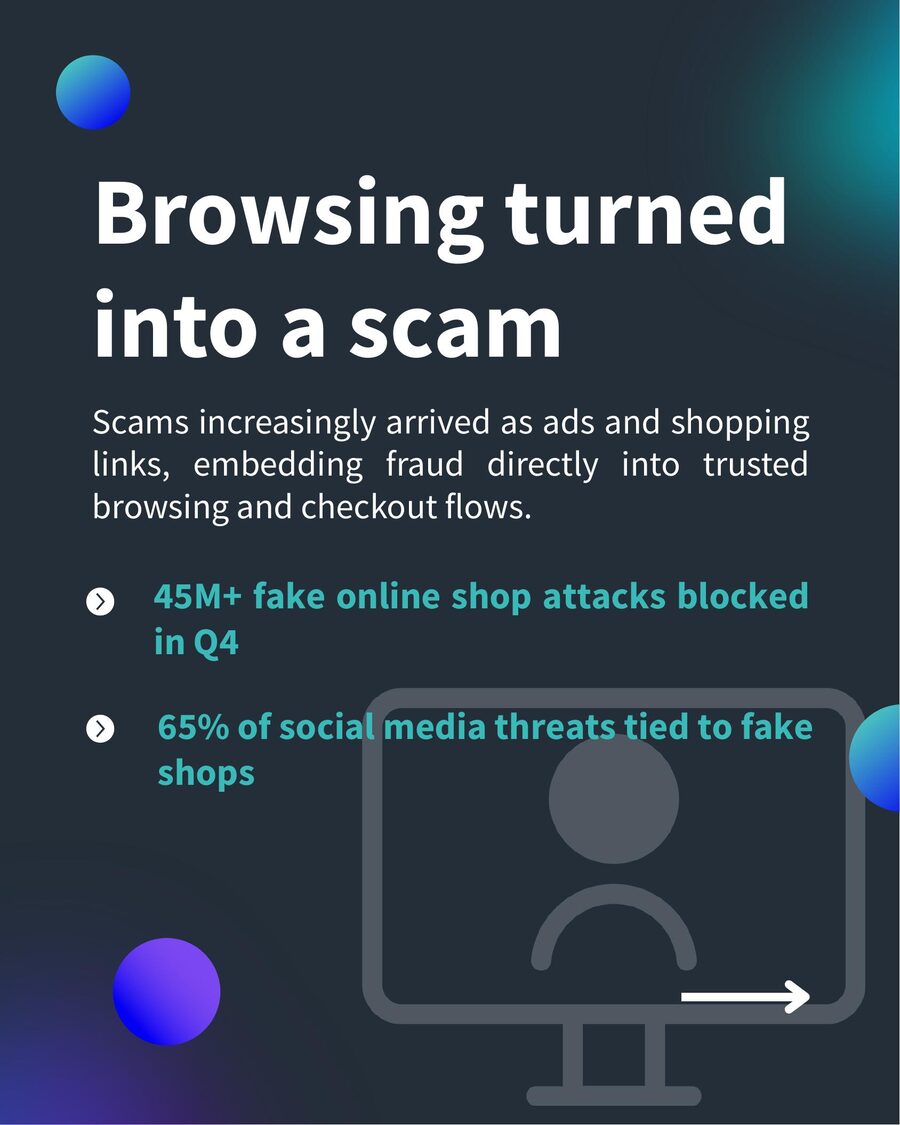 Browsing turned
into a scam
Scams increasingly arrived as ads and shopping
links, embedding fraud directly into trusted
browsing and checkout flows.
45M+ fake online shop attacks blocked
in Q4
65% of social media threats tied to fake
shops